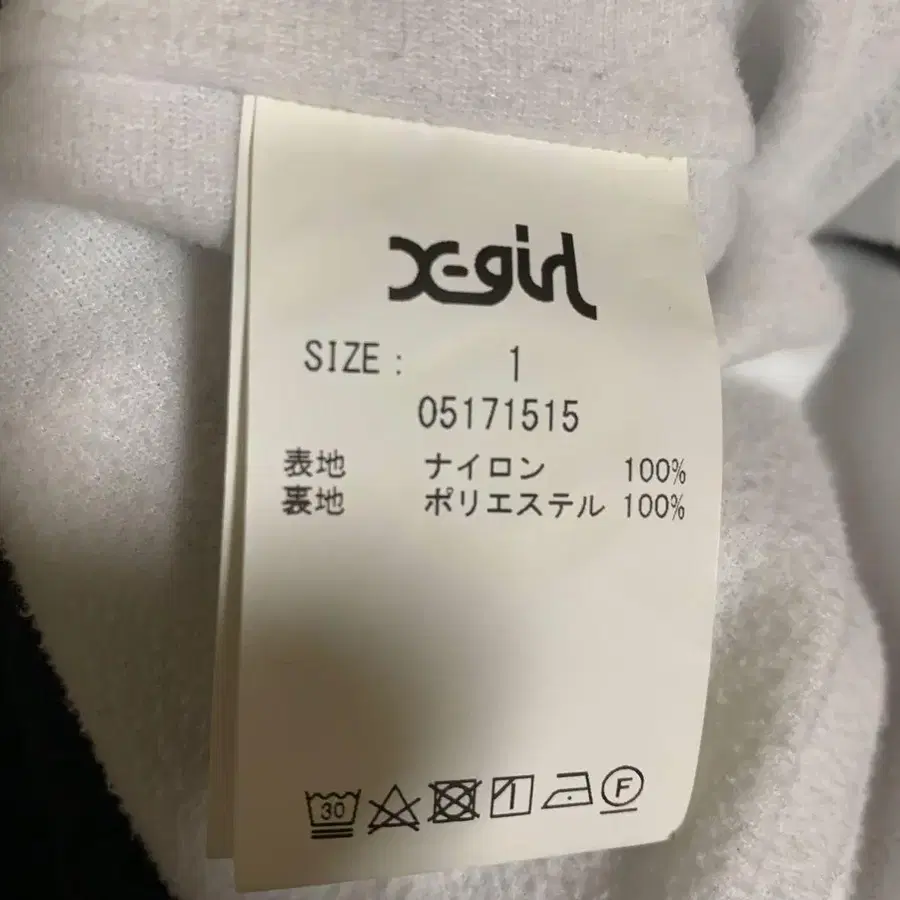 X-girl
SIZE : 1
05171515
表地 ナイロン 100%
裏地 ポリエステル 100%
30
F